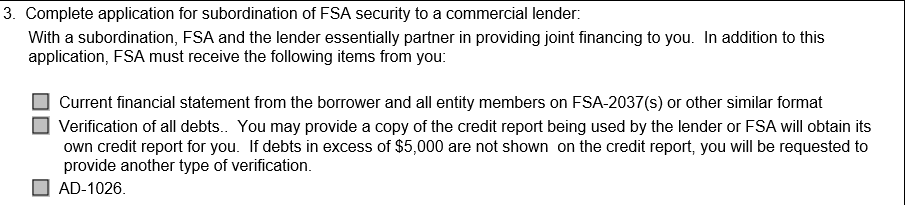 3. Complete application for subordination of FSA security to a commercial lender:
With a subordination, FSA and the lender essentially partner in providing joint financing to you. In addition to this
application, FSA must receive the following items from you:
Current financial statement from the borrower and all entity members on FSA-2037(s) or other similar format
Verification of all debts.. You may provide a copy of the credit report being used by the lender or FSA will obtain its
own credit report for you. If debts in excess of $5,000 are not shown on the credit report, you will be requested to
provide another type of verification.
AD-1026.